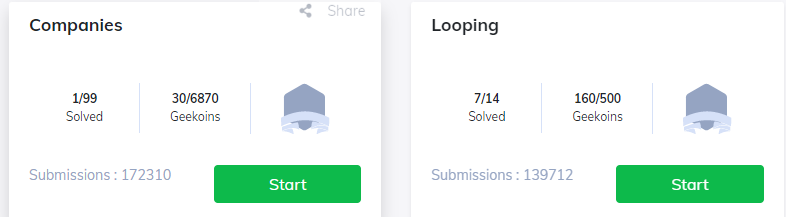 Share
Companies
1/99
Solved
30/6870
Geekoins
Submissions : 172310
Start
Looping
7/14
Solved
160/500
Geekoins
Submissions : 139712
Start